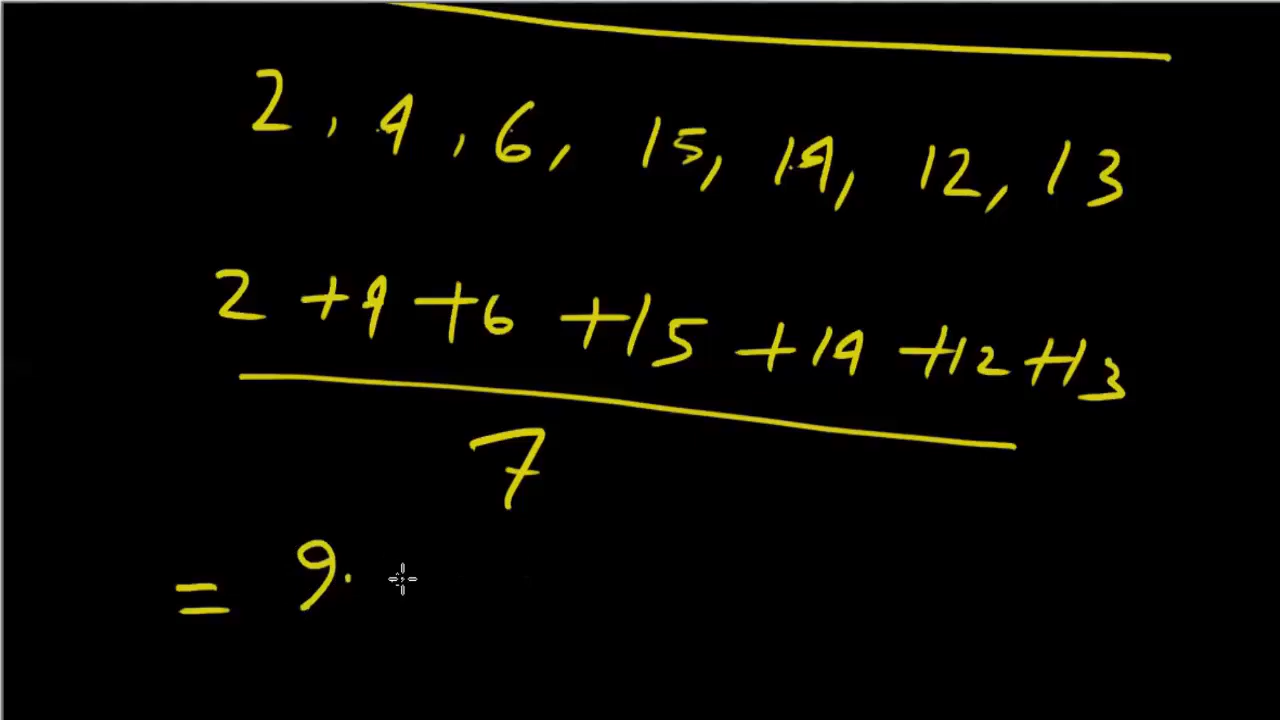 2, 4, 6, 15, 14, 12, 13
2 + 4 + 6 + 15 + 14 + 12 + 13
7
= 9.